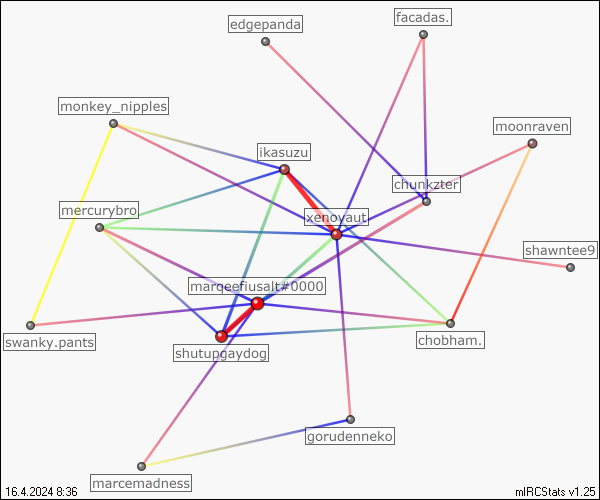 edgepanda
facadas.
monkey_nipples
moonraven
ikasuzu
chunkzier
mercurybro
xenoyaut
shawntee9
marqeefiusalt#0000
swanky.pants
shutupgaydog
chobham.
gorudenneko
marcemadness
16.4.2024 8:36
mIRCStats v1.25